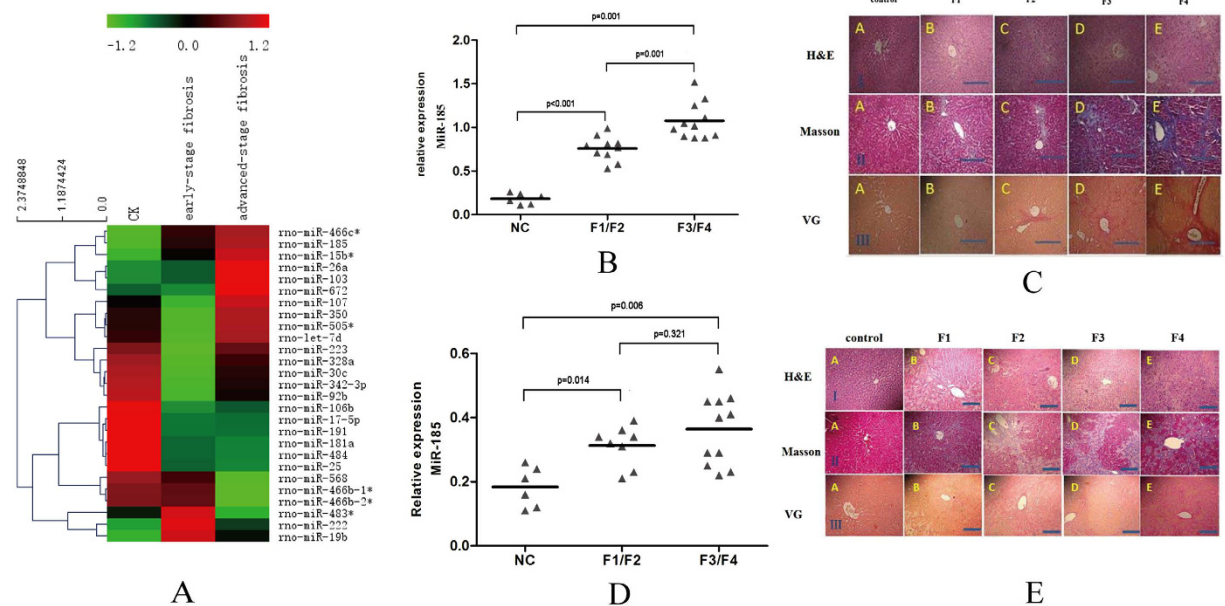 -1.2 0.0 1.2
2.3748848
1.1874424
0.0
CK
early-stage fibrosis
advanced-stage fibrosis
rno-miR-466c*
rno-miR-185
rno-miR-15b*
rno-miR-26a
rno-miR-103
rno-miR-672
rno-miR-107
rno-miR-350
rno-miR-505*
rno-let-7d
rno-miR-223
rno-miR-328a
rno-miR-30c
rno-miR-342-3p
rno-miR-92b
rno-miR-106b
rno-miR-17-5p
rno-miR-191
rno-miR-181a
rno-miR-484
rno-miR-25
rno-miR-568
rno-miR-466b-1*
rno-miR-466b-2*
rno-miR-483*
rno-miR-222
rno-miR-19b
A
p=0.001
p=0.001
p<0.001
relative expression
MiR-185
2.0
1.5
1.0
0.5
0.0
NC F1/F2 F3/F4
B
control F1 F2 F3 F4
H&E
A B C D E
I
Masson
A B C D E
II
VG
A B C D E
III
C
p=0.006
p=0.321
p=0.014
Relative expression
MiR-185
0.6
0.4
0.2
0.0
NC F1/F2 F3/F4
D
control F1 F2 F3 F4
H&E
A B C D E
I
Masson
A B C D E
II
VG
A B C D E
III
E